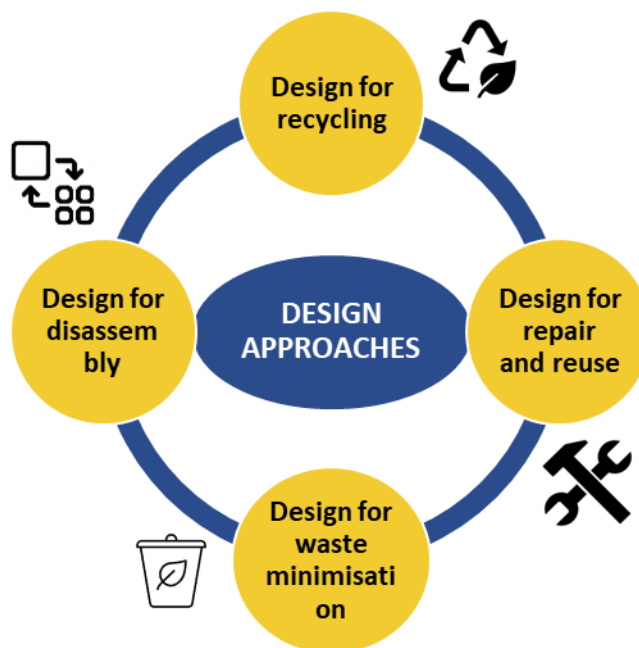 Design for
recycling
Design for
disassem
bly
DESIGN
APPROACHES
Design for
repair
and reuse
Design for
waste
minimisati
on